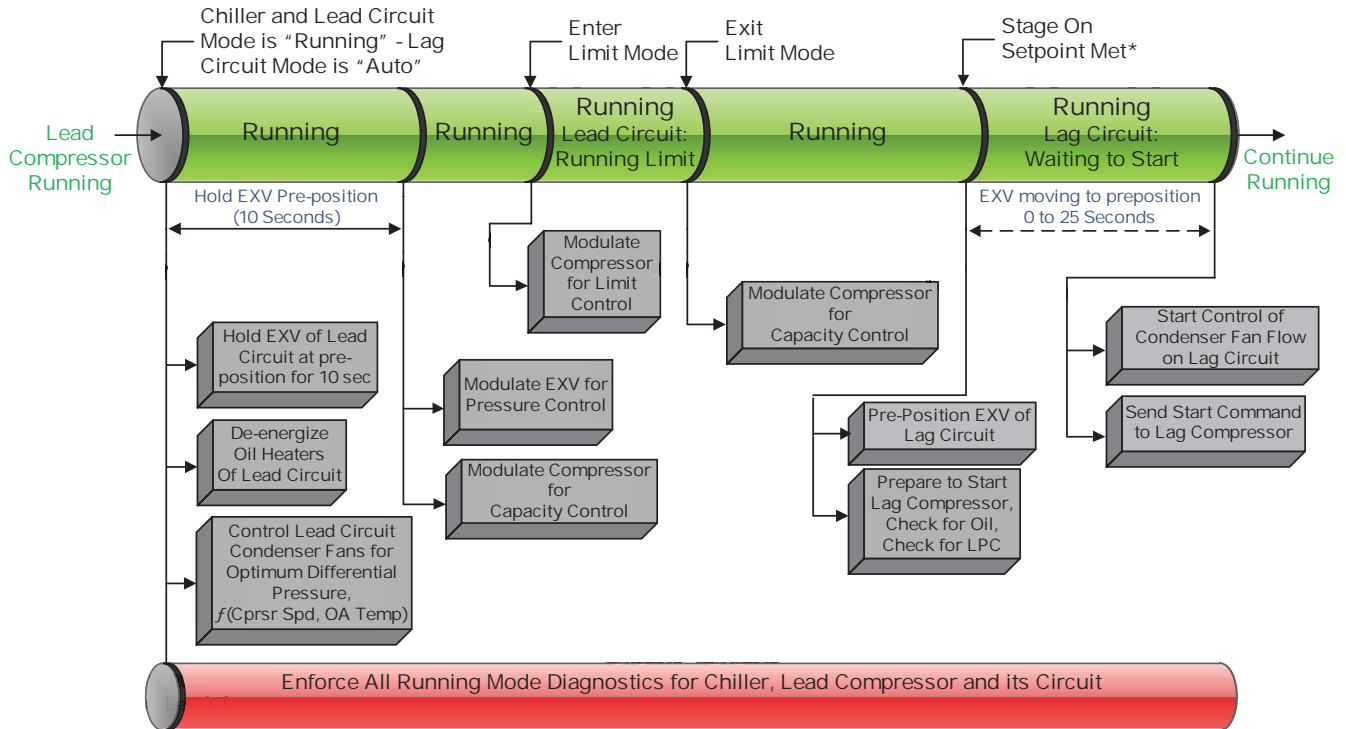 Chiller and Lead Circuit
Mode is "Running" - Lag
Circuit Mode is "Auto"
Enter
Limit Mode
Exit
Limit Mode
Stage On
Setpoint Met*
Lead
Compressor
Running
Running
Running
Running
Lead Circuit:
Running Limit
Running
Running
Lag Circuit:
Waiting to Start
Continue
Running
Hold EXV Pre-position
(10 Seconds)
EXV moving to preposition
0 to 25 Seconds
Modulate
Compressor
for Limit
Control
Modulate Compressor
for
Capacity Control
Start Control of
Condenser Fan Flow
on Lag Circuit
Hold EXV of Lead
Circuit at pre-
position for 10 sec
Modulate EXV for
Pressure Control
Pre-Position EXV of
Lag Circuit
Send Start Command
to Lag Compressor
De-energize
Oil Heaters
Of Lead Circuit
Modulate Compressor
for
Capacity Control
Prepare to Start
Lag Compressor,
Check for Oil,
Check for LPC
Control Lead Circuit
Condenser Fans for
Optimum Differential
Pressure,
ƒ(Cprsr Spd, OA Temp)
Enforce All Running Mode Diagnostics for Chiller, Lead Compressor and its Circuit